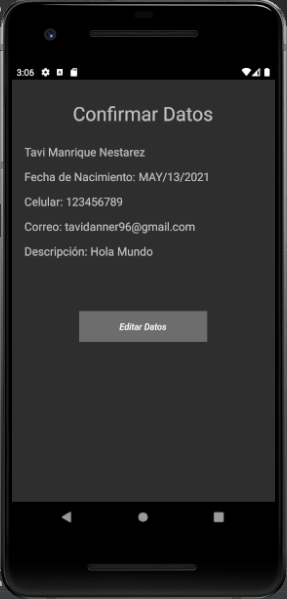 3:06
Confirmar Datos
Tavi Manrique Nestarez
Fecha de Nacimiento: MAY/13/2021
Celular: 123456789
Correo: tavidanner96@gmail.com
Descripción: Hola Mundo
Editar Datos